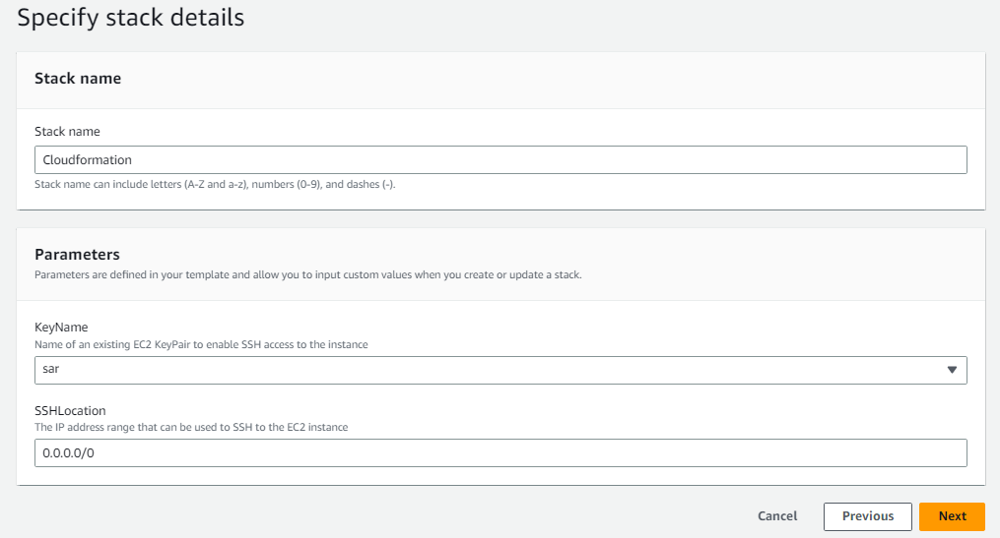 Specify stack details
Stack name
Stack name
Cloudformation
Stack name can include letters (A-Z and a-z), numbers (0-9), and dashes (-).
Parameters
Parameters are defined in your template and allow you to input custom values when you create or update a stack.
KeyName
Name of an existing EC2 KeyPair to enable SSH access to the instance
sar
SSHLocation
The IP address range that can be used to SSH to the EC2 instance
0.0.0.0/0
Cancel Previous Next